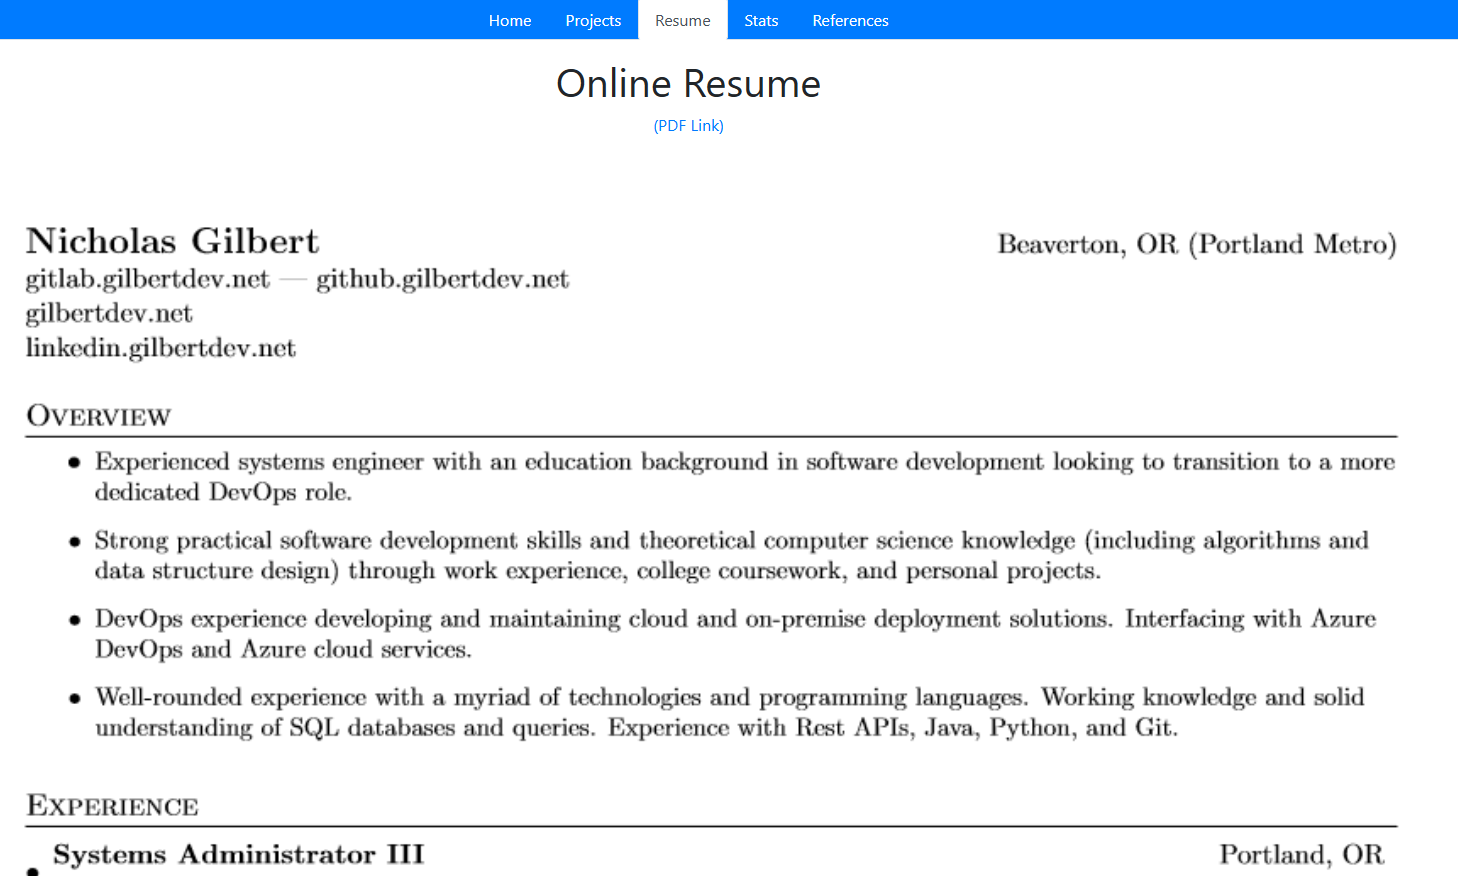 Home Projects Resume Stats References
Online Resume
(PDF Link)
Nicholas Gilbert Beaverton, OR (Portland Metro)
gitlab.gilbertdev.net — github.gilbertdev.net
gilbertdev.net
linkedin.gilbertdev.net
Overview
• Experienced systems engineer with an education background in software development looking to transition to a more
dedicated DevOps role.
• Strong practical software development skills and theoretical computer science knowledge (including algorithms and
data structure design) through work experience, college coursework, and personal projects.
• DevOps experience developing and maintaining cloud and on-premise deployment solutions. Interfacing with Azure
DevOps and Azure cloud services.
• Well-rounded experience with a myriad of technologies and programming languages. Working knowledge and solid
understanding of SQL databases and queries. Experience with Rest APIs, Java, Python, and Git.
Experience
• Systems Administrator III Portland, OR